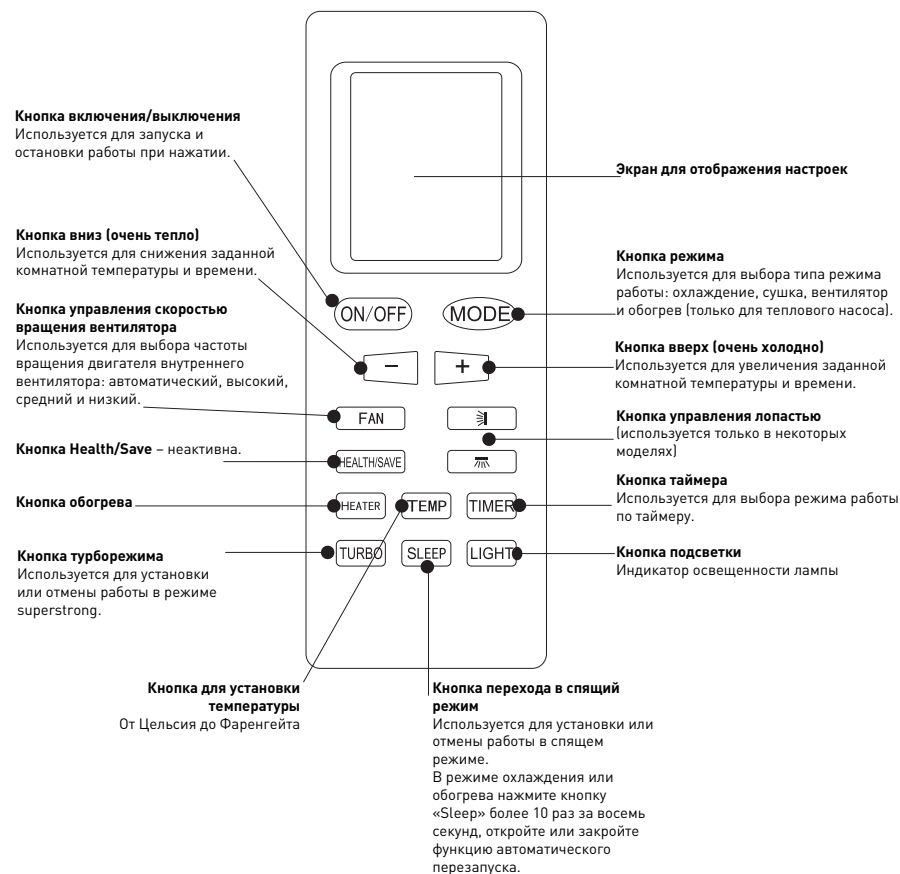 Кнопка включения/выключения
Используется для запуска и
остановки работы при нажатии.
Кнопка вниз (очень тепло)
Используется для снижения заданной
комнатной температуры и времени.
Кнопка управления скоростью
вращения вентилятора
Используется для выбора частоты
вращения двигателя внутреннего
вентилятора: автоматический, высокий,
средний и низкий.
Кнопка Health/Save – неактивна.
Кнопка обогрева
Кнопка турборежима
Используется для установки
или отмены работы в режиме
superstrong.
ON/OFF
MODE
−
+
FAN
HEALTH/SAVE
HEATER
TEMP
TIMER
TURBO
SLEEP
LIGHT
Экран для отображения настроек
Кнопка режима
Используется для выбора типа режима
работы: охлаждение, сушка, вентилятор
и обогрев (только для теплового насоса).
Кнопка вверх (очень холодно)
Используется для увеличения заданной
комнатной температуры и времени.
Кнопка управления лопастью
(используется только в некоторых
моделях)
Кнопка таймера
Используется для выбора режима работы
по таймеру.
Кнопка подсветки
Индикатор освещенности лампы
Кнопка для установки
температуры
От Цельсия до Фаренгейта
Кнопка перехода в спящий
режим
Используется для установки или
отмены работы в спящем
режиме.
В режиме охлаждения или
обогрева нажмите кнопку
«Sleep» более 10 раз за восемь
секунд, откройте или закройте
функцию автоматического
перезапуска.